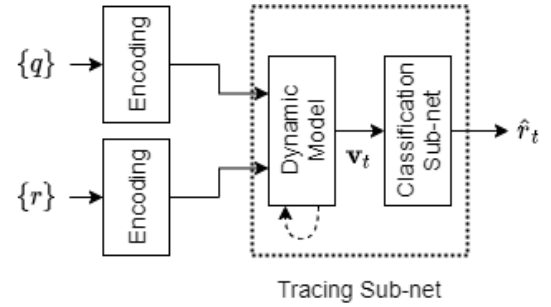 {q}
Encoding
{r}
Encoding
Dynamic
Model
v_t
Classification
Sub-net
r̂_t
Tracing Sub-net